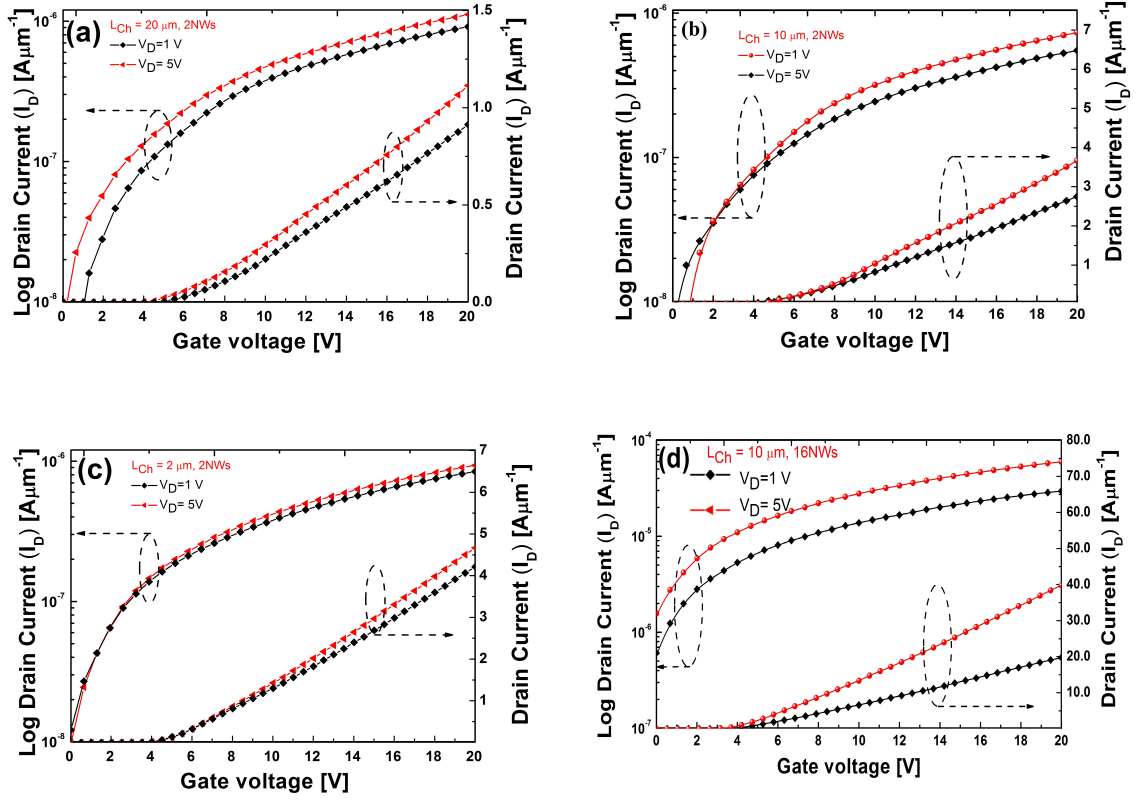 (a)
L_Ch = 20 μm, 2NWs
V_D=1 V
V_D= 5V
Log Drain Current (I_D) [Aμm⁻¹]
10⁻⁶
10⁻⁷
10⁻⁸
0 2 4 6 8 10 12 14 16 18 20
Gate voltage [V]
1.5
1.0
0.5
0.0
Drain Current (I_D) [Aμm⁻¹]
(b)
L_Ch = 10 μm, 2NWs
V_D=1 V
V_D= 5V
Log Drain Current (I_D) [Aμm⁻¹]
10⁻⁶
10⁻⁷
10⁻⁸
0 2 4 6 8 10 12 14 16 18 20
Gate voltage [V]
7
6
5
4
3
2
1
Drain Current (I_D) [Aμm⁻¹]
(c)
L_Ch = 2 μm, 2NWs
V_D=1 V
V_D= 5V
Log Drain Current (I_D) [Aμm⁻¹]
10⁻⁶
10⁻⁷
10⁻⁸
0 2 4 6 8 10 12 14 16 18 20
Gate voltage [V]
7
6
5
4
3
2
1
Drain Current (I_D) [Aμm⁻¹]
(d)
L_Ch = 10 μm, 16NWs
V_D=1 V
V_D= 5V
Log Drain Current (I_D) [Aμm⁻¹]
10⁻⁴
10⁻⁵
10⁻⁶
10⁻⁷
0 2 4 6 8 10 12 14 16 18 20
Gate voltage [V]
80.0
70.0
60.0
50.0
40.0
30.0
20.0
10.0
Drain Current (I_D) [Aμm⁻¹]